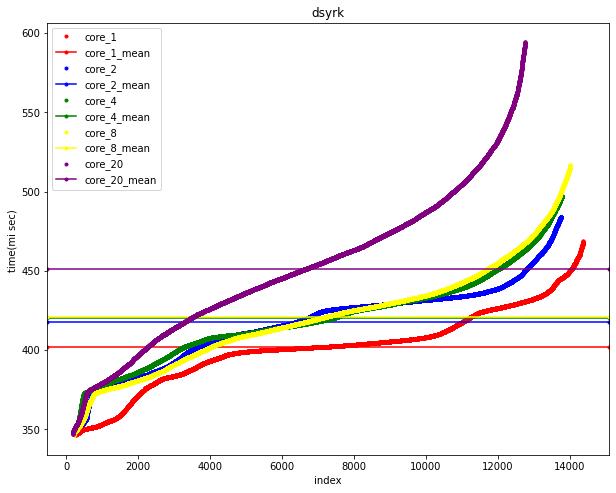 dsyrk
core_1
core_1_mean
core_2
core_2_mean
core_4
core_4_mean
core_8
core_8_mean
core_20
core_20_mean
time(mi sec)
600
550
500
450
400
350
0 2000 4000 6000 8000 10000 12000 14000
index